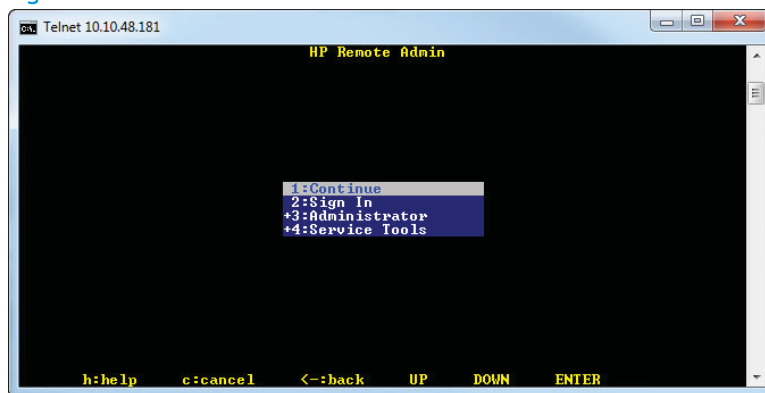 Telnet 10.10.48.181
HP Remote Admin
1:Continue
2:Sign In
+3:Administrator
+4:Service Tools
h:help c:cancel <-:back UP DOWN ENTER